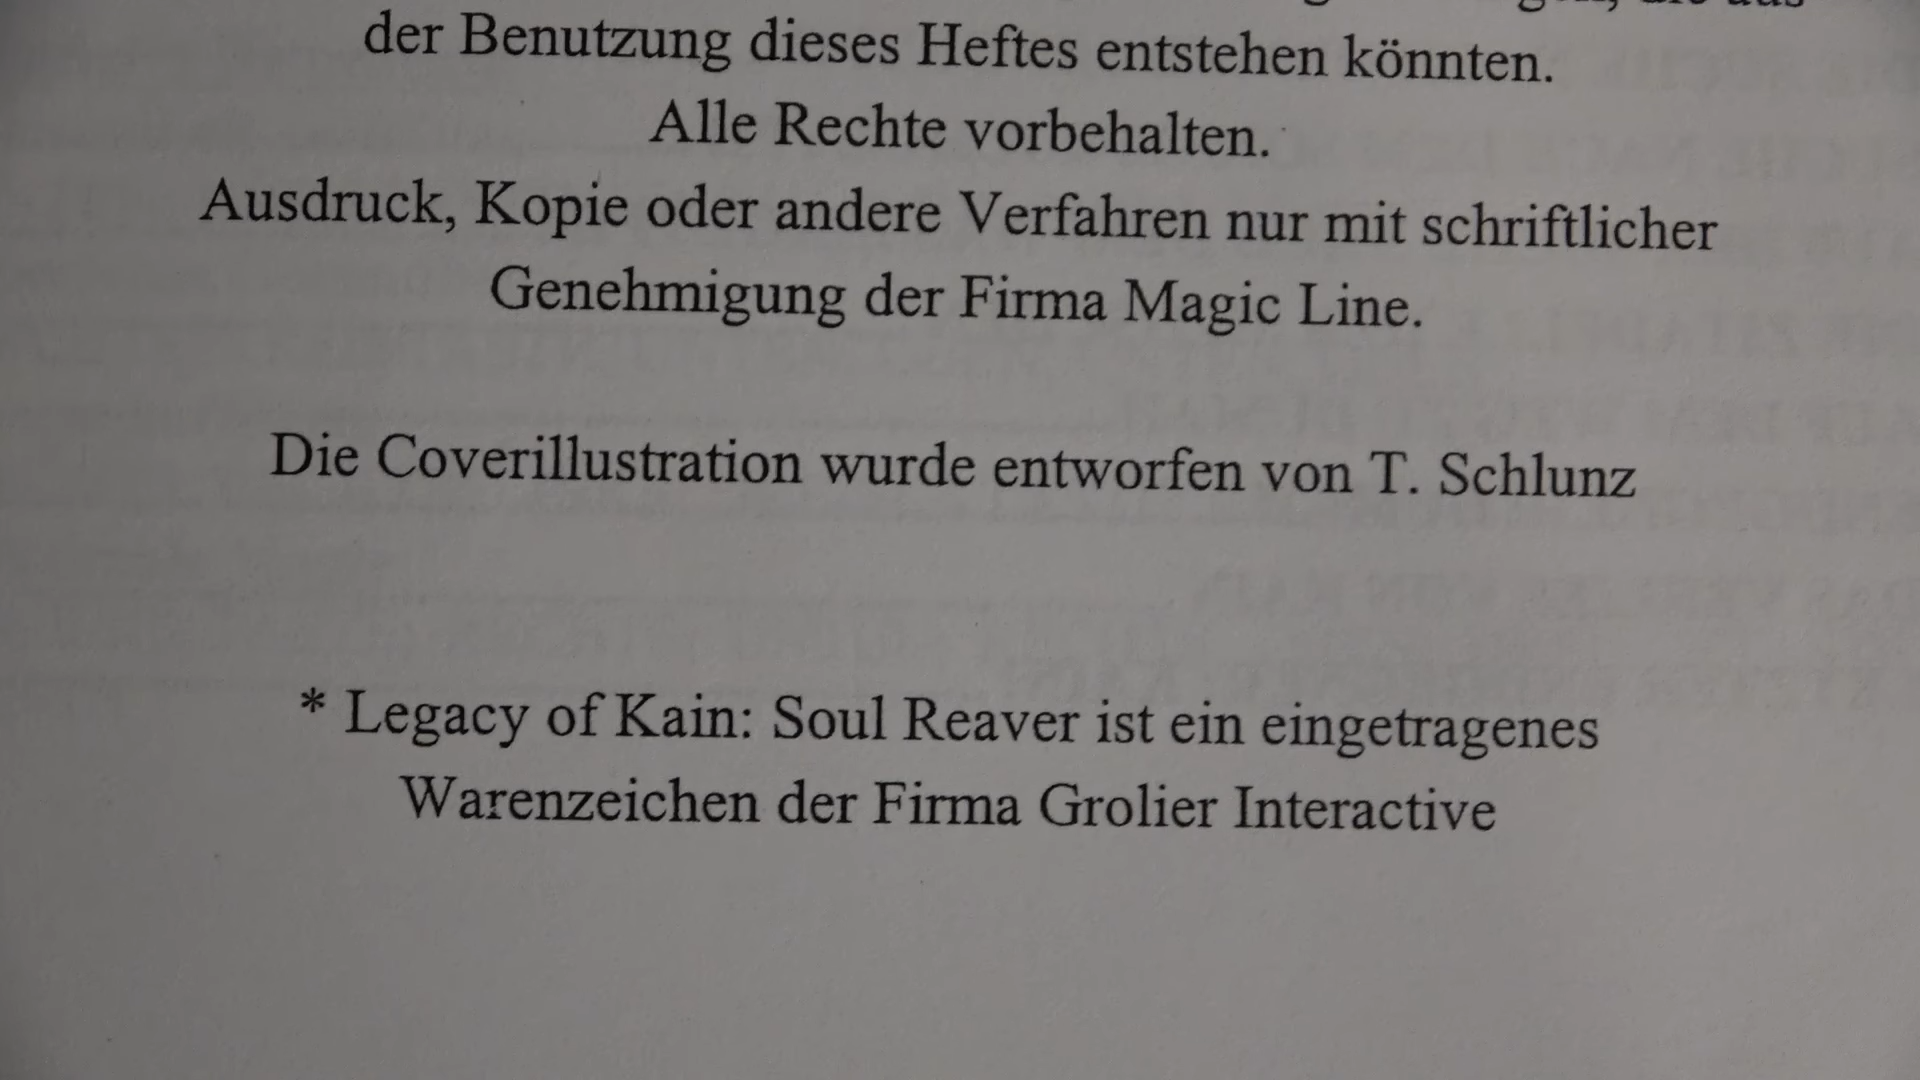 der Benutzung dieses Heftes entstehen könnten.
Alle Rechte vorbehalten.
Ausdruck, Kopie oder andere Verfahren nur mit schriftlicher
Genehmigung der Firma Magic Line.
Die Coverillustration wurde entworfen von T. Schlunz
* Legacy of Kain: Soul Reaver ist ein eingetragenes
Warenzeichen der Firma Grolier Interactive